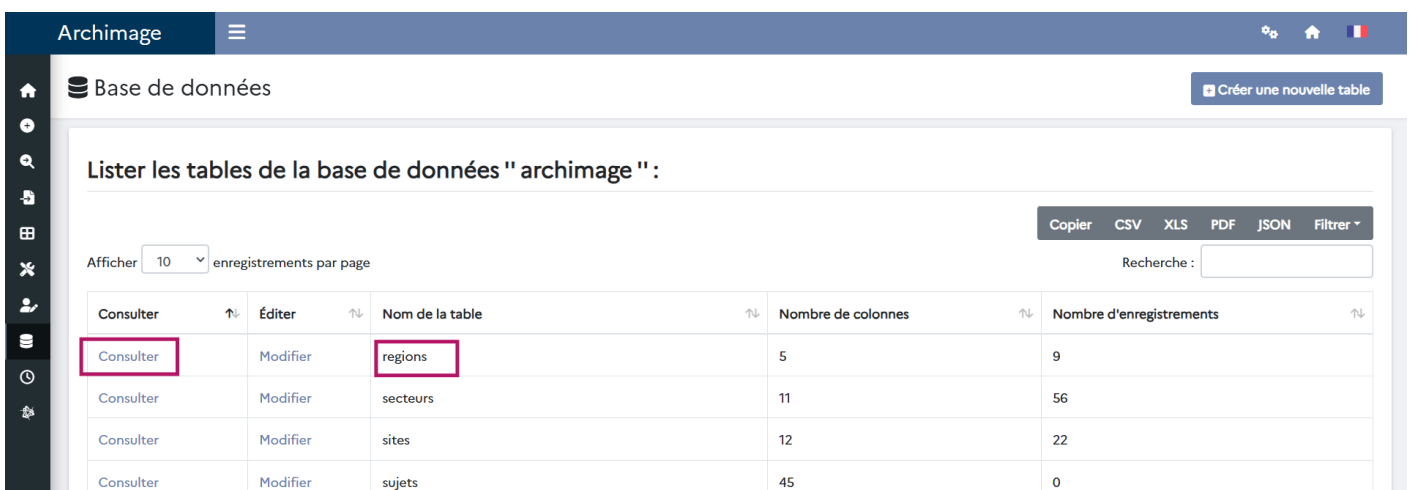 Archimage
Base de données
Créer une nouvelle table
Lister les tables de la base de données " archimage " :
Copier CSV XLS PDF JSON Filtrer
Afficher 10 enregistrements par page
Recherche :
Consulter Éditer Nom de la table Nombre de colonnes Nombre d'enregistrements
Consulter Modifier regions 5 9
Consulter Modifier secteurs 11 56
Consulter Modifier sites 12 22
Consulter Modifier sujets 45 0